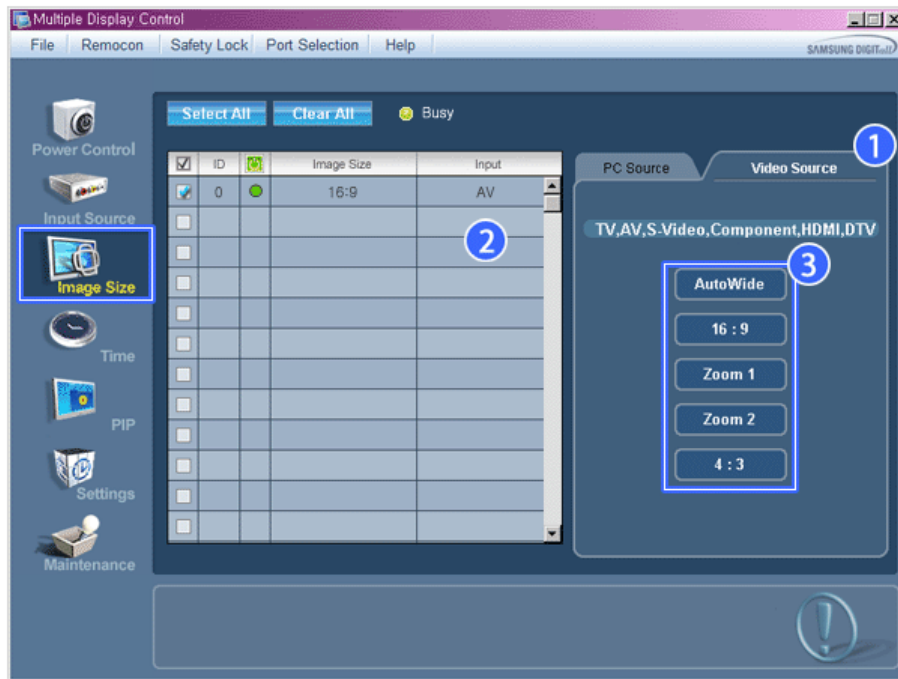 Multiple Display Control
File Remocon Safety Lock Port Selection Help
SAMSUNG DIGITall
Select All Clear All Busy
Power Control
Input Source
Image Size
Time
PIP
Settings
Maintenance
ID Image Size Input
0 16:9 AV
2
PC Source Video Source
1
TV,AV,S-Video,Component,HDMI,DTV
3
AutoWide
16 : 9
Zoom 1
Zoom 2
4 : 3